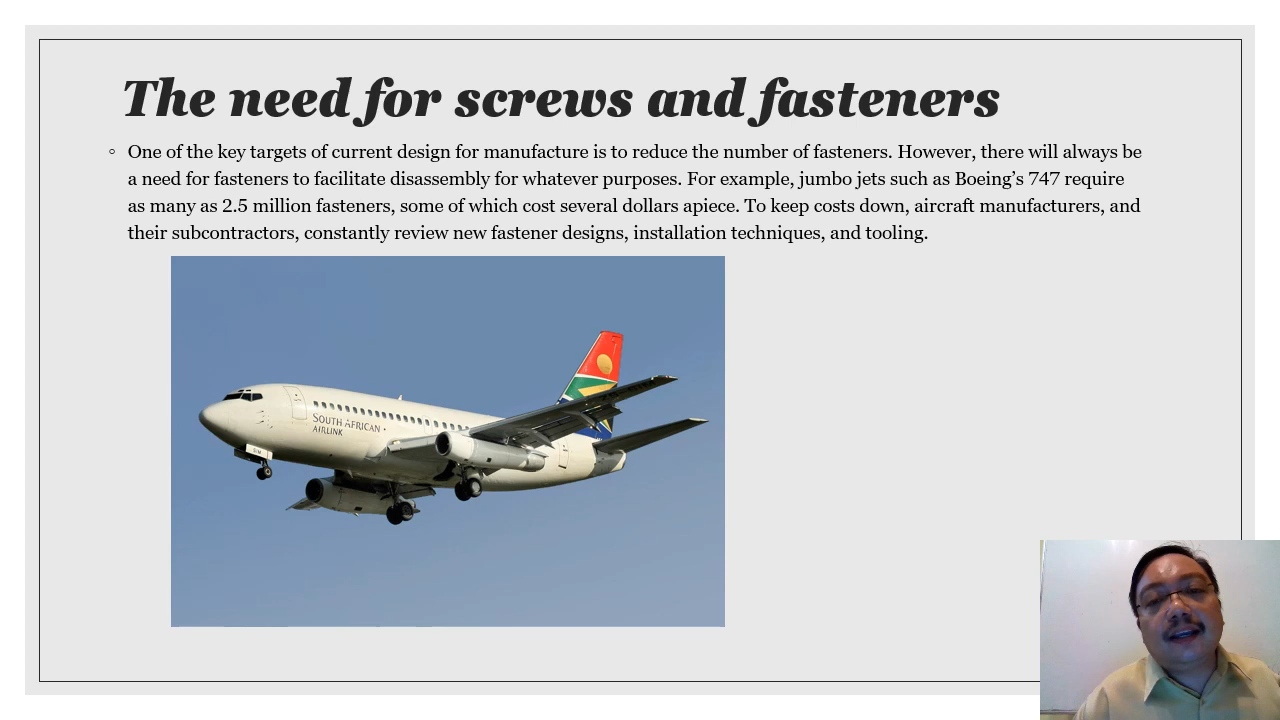 The need for screws and fasteners
◦ One of the key targets of current design for manufacture is to reduce the number of fasteners. However, there will always be
a need for fasteners to facilitate disassembly for whatever purposes. For example, jumbo jets such as Boeing’s 747 require
as many as 2.5 million fasteners, some of which cost several dollars apiece. To keep costs down, aircraft manufacturers, and
their subcontractors, constantly review new fastener designs, installation techniques, and tooling.
SOUTH AFRICAN
AIRLINK